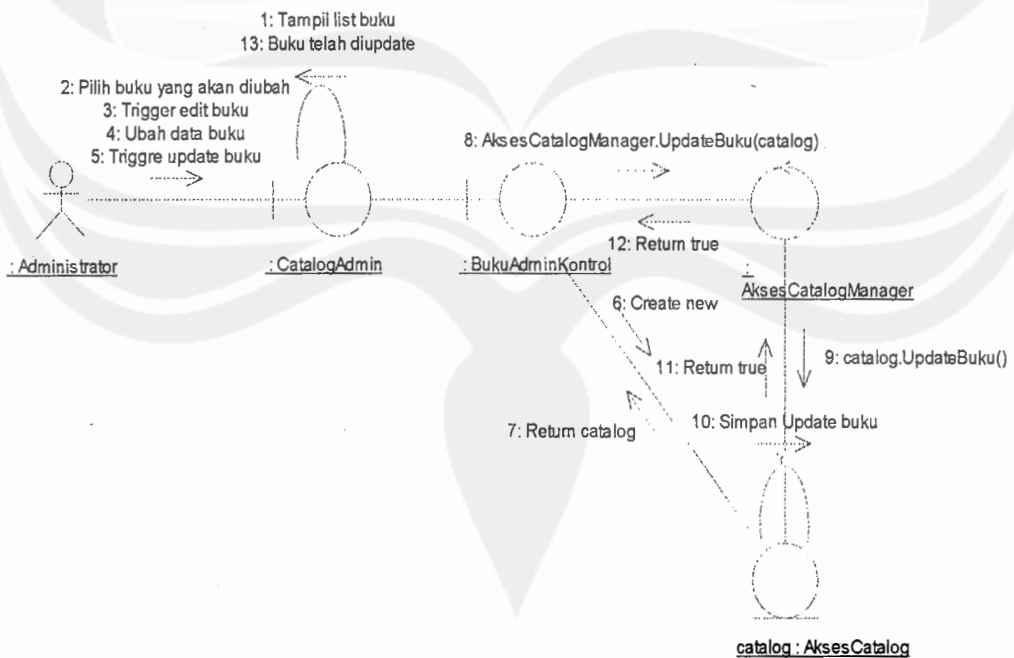 1: Tampil list buku
13: Buku telah diupdate
2: Pilih buku yang akan diubah
3: Trigger edit buku
4: Ubah data buku
5: Triggre update buku
8: AksesCatalogManager.UpdateBuku(catalog)
12: Return true
: Administrator
: CatalogAdmin
: BukuAdminKontrol
:
AksesCatalogManager
6: Create new
9: catalog.UpdateBuku()
11: Return true
7: Return catalog
10: Simpan Update buku
catalog : AksesCatalog